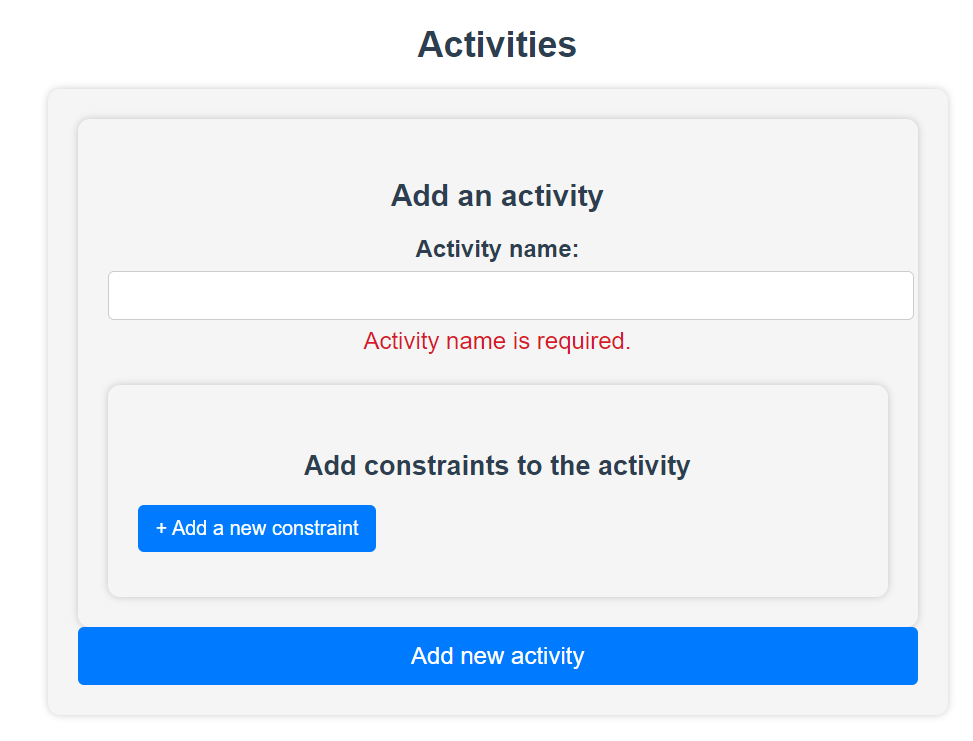 Activities
Add an activity
Activity name:
Activity name is required.
Add constraints to the activity
+ Add a new constraint
Add new activity